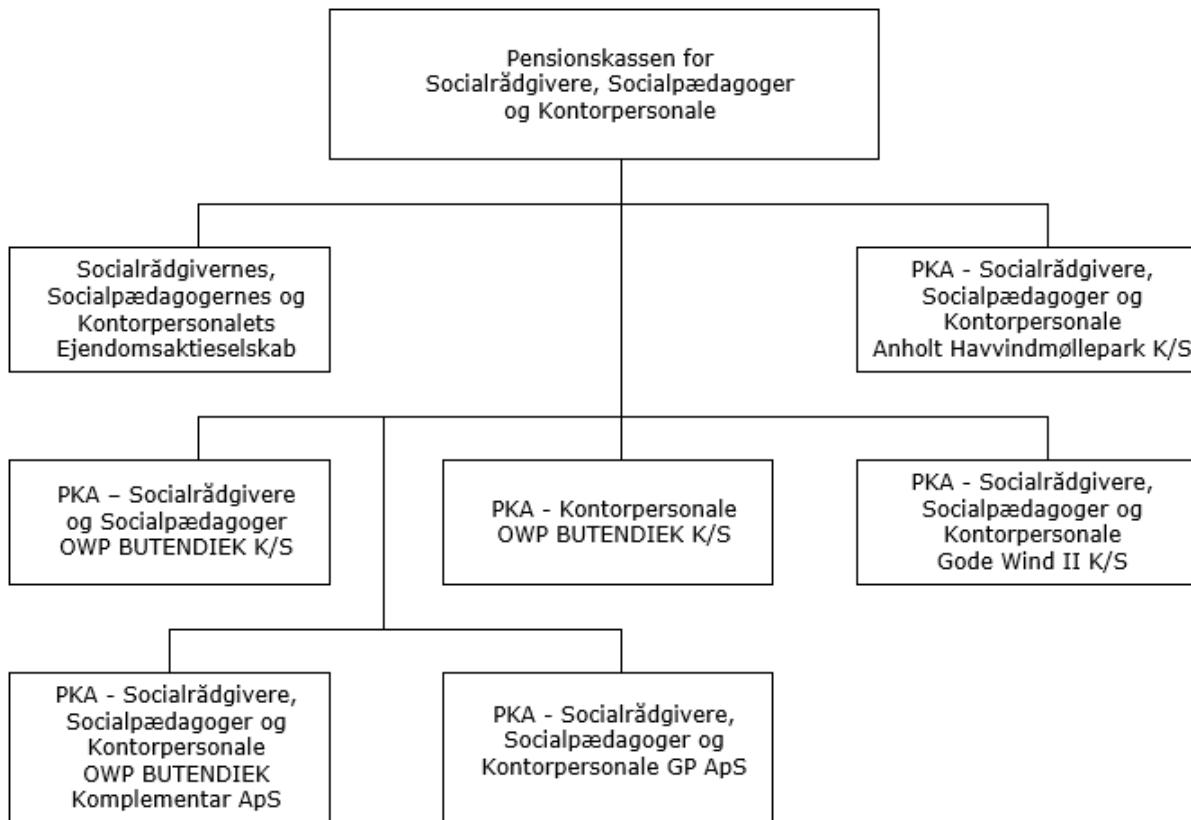 Pensionskassen for
Socialrådgivere, Socialpædagoger
og Kontorpersonale
Socialrådgivernes,
Socialpædagogernes og
Kontorpersonalets
Ejendomsaktieselskab
PKA - Socialrådgivere,
Socialpædagoger og
Kontorpersonale
Anholt Havvindmøllepark K/S
PKA – Socialrådgivere
og Socialpædagoger
OWP BUTENDIEK K/S
PKA - Kontorpersonale
OWP BUTENDIEK K/S
PKA - Socialrådgivere,
Socialpædagoger og
Kontorpersonale
Gode Wind II K/S
PKA - Socialrådgivere,
Socialpædagoger og
Kontorpersonale
OWP BUTENDIEK
Komplementar ApS
PKA - Socialrådgivere,
Socialpædagoger og
Kontorpersonale GP ApS